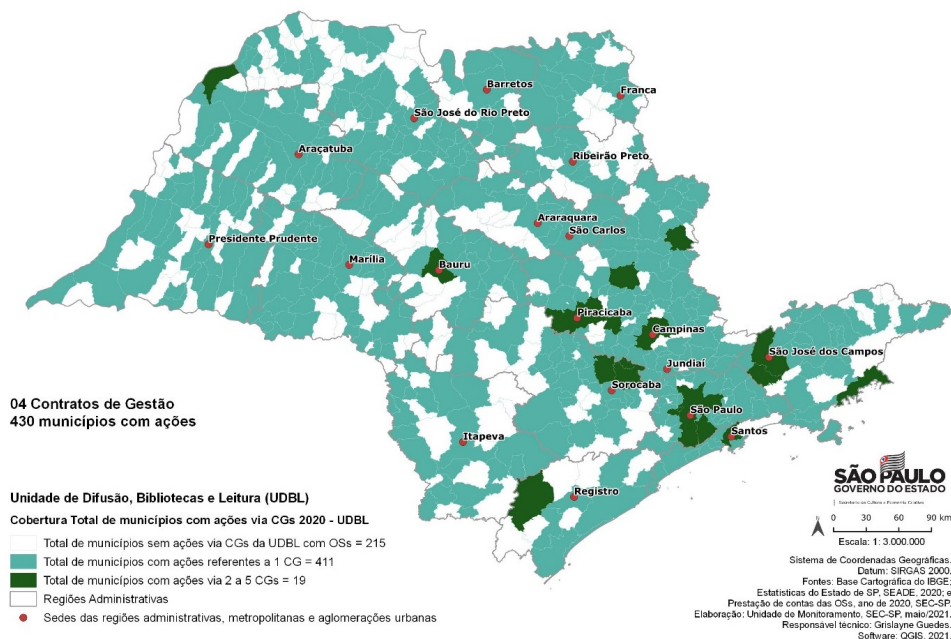 Barretos
Franca
São José do Rio Preto
Araçatuba
Ribeirão Preto
Araraquara
São Carlos
Presidente Prudente
Marília
Bauru
Piracicaba
Campinas
São José dos Campos
Jundiaí
Sorocaba
São Paulo
Santos
Itapeva
Registro
04 Contratos de Gestão
430 municípios com ações
Unidade de Difusão, Bibliotecas e Leitura (UDBL)
Cobertura Total de municípios com ações via CGs 2020 - UDBL
Total de municípios sem ações via CGs da UDBL com OSs = 215
Total de municípios com ações referentes a 1 CG = 411
Total de municípios com ações via 2 a 5 CGs = 19
Regiões Administrativas
Sedes das regiões administrativas, metropolitanas e aglomerações urbanas
SÃO PAULO
GOVERNO DO ESTADO
Secretaria de Cultura e Economia Criativa
N
0 30 60 90 km
Escala: 1: 3.000.000
Sistema de Coordenadas Geográficas.
Datum: SIRGAS 2000.
Fontes: Base Cartográfica do IBGE;
Estatísticas do Estado de SP, SEADE, 2020; e
Prestação de contas das OSs, ano de 2020, SEC-SP.
Elaboração: Unidade de Monitoramento, SEC-SP, maio/2021.
Responsável técnico: Grislayne Guedes.
Software: QGIS, 2021.